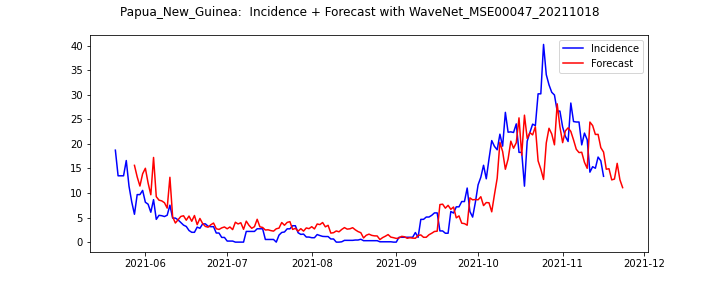 Papua_New_Guinea:  Incidence + Forecast with WaveNet_MSE00047_20211018
Incidence
Forecast
40
35
30
25
20
15
10
5
0
2021-06 2021-07 2021-08 2021-09 2021-10 2021-11 2021-12